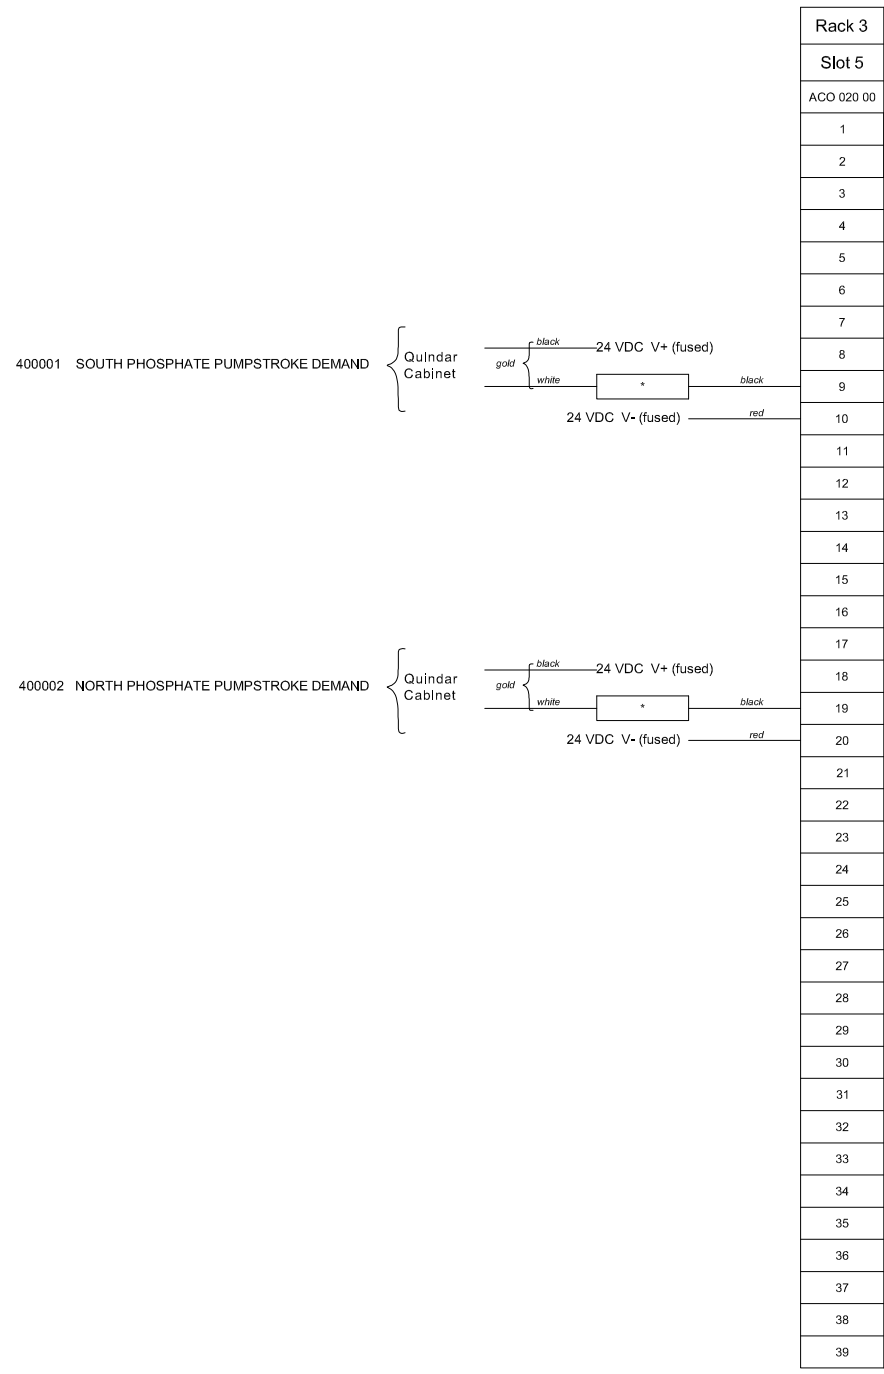 Rack 3
Slot 5
ACO 020 00
1
2
3
4
5
6
7
8
9
10
11
12
13
14
15
16
17
18
19
20
21
22
23
24
25
26
27
28
29
30
31
32
33
34
35
36
37
38
39
400001 SOUTH PHOSPHATE PUMPSTROKE DEMAND
Quindar
Cabinet
gold
black
24 VDC V+ (fused)
white
*
black
24 VDC V- (fused)
red
400002 NORTH PHOSPHATE PUMPSTROKE DEMAND
Quindar
Cabinet
gold
black
24 VDC V+ (fused)
white
*
black
24 VDC V- (fused)
red